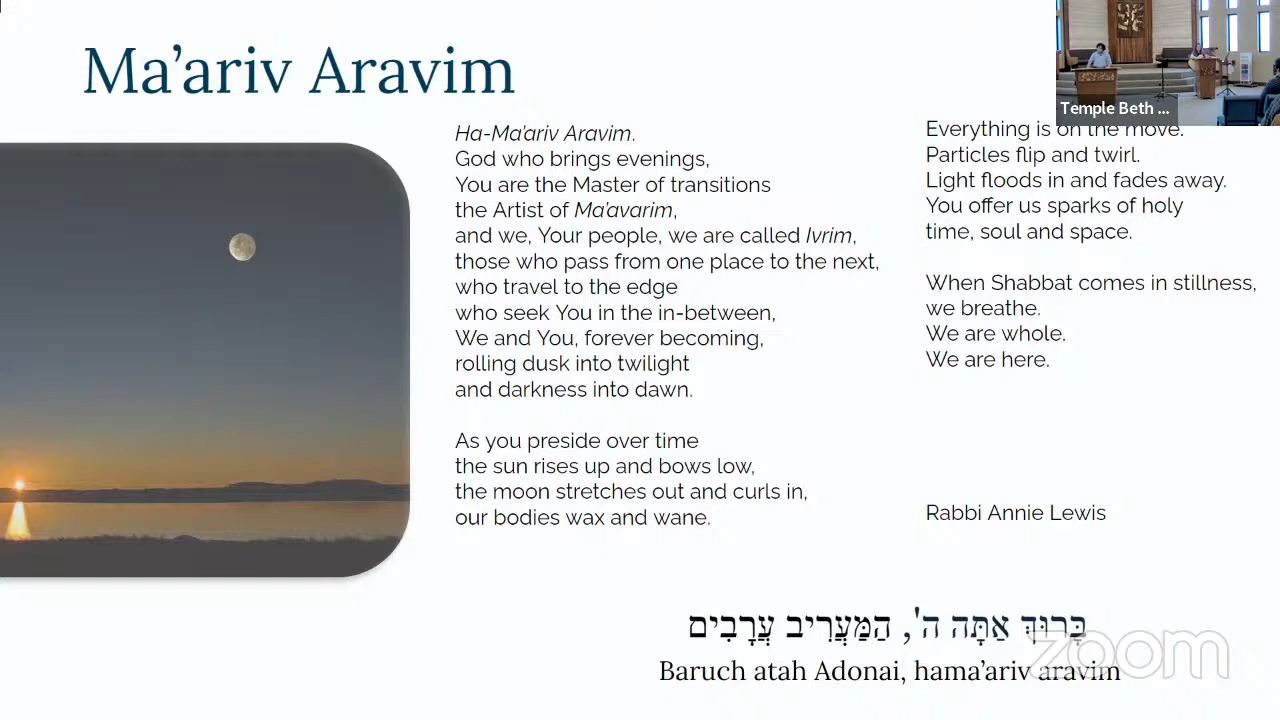 Ma’ariv Aravim
Ha-Ma'ariv Aravim.
God who brings evenings,
You are the Master of transitions
the Artist of Ma'avarim,
and we, Your people, we are called Ivrim,
those who pass from one place to the next,
who travel to the edge
who seek You in the in-between,
We and You, forever becoming,
rolling dusk into twilight
and darkness into dawn.
As you preside over time
the sun rises up and bows low,
the moon stretches out and curls in,
our bodies wax and wane.
Temple Beth ...
Everything is on the move.
Particles flip and twirl.
Light floods in and fades away.
You offer us sparks of holy
time, soul and space.
When Shabbat comes in stillness,
we breathe.
We are whole.
We are here.
Rabbi Annie Lewis
בָּרוּךְ אַתָּה ה', הַמַּעֲרִיב עֲרָבִים
Baruch atah Adonai, hama’ariv aravim
zoom